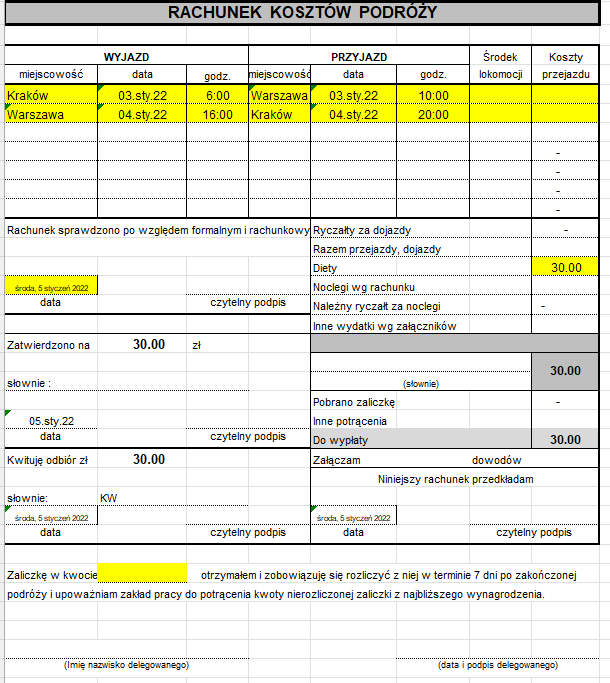 RACHUNEK KOSZTÓW PODRÓŻY
WYJAZD PRZYJAZD Środek Koszty
miejscowość data godz. miejscowość data godz. lokomocji przejazdu
Kraków 03.sty.22 6:00 Warszawa 03.sty.22 10:00
Warszawa 04.sty.22 16:00 Kraków 04.sty.22 20:00
-
-
-
-
Rachunek sprawdzono po względem formalnym i rachunkowy Ryczałty za dojazdy -
Razem przejazdy, dojazdy
Diety 30.00
środa, 5 styczeń 2022 Noclegi wg rachunku
data czytelny podpis Należny ryczałt za noclegi -
Inne wydatki wg załączników
Zatwierdzono na 30.00 zł
30.00
słownie : (słownie)
Pobrano zaliczkę -
05.sty.22 Inne potrącenia
data czytelny podpis Do wypłaty 30.00
Kwituję odbiór zł 30.00 Załączam dowodów
Niniejszy rachunek przedkładam
słownie: KW
środa, 5 styczeń 2022 środa, 5 styczeń 2022
data czytelny podpis data czytelny podpis
Zaliczkę w kwocie otrzymałem i zobowiązuję się rozliczyć z niej w terminie 7 dni po zakończonej
podróży i upoważniam zakład pracy do potrącenia kwoty nierozliczonej zaliczki z najbliższego wynagrodzenia.
(Imię nazwisko delegowanego) (data i podpis delegowanego)